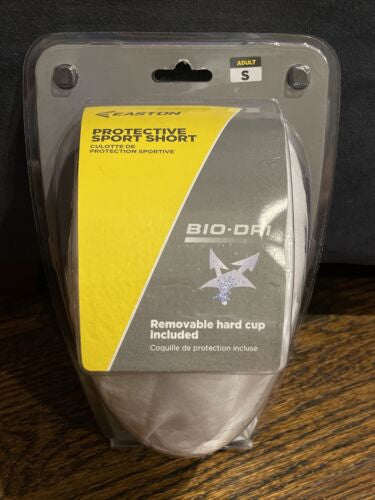 ADULT
S
EASTON
PROTECTIVE
SPORT SHORT
CULOTTE DE
PROTECTION SPORTIVE
BIO-DRI
Removable hard cup
included
Coquille de protection incluse